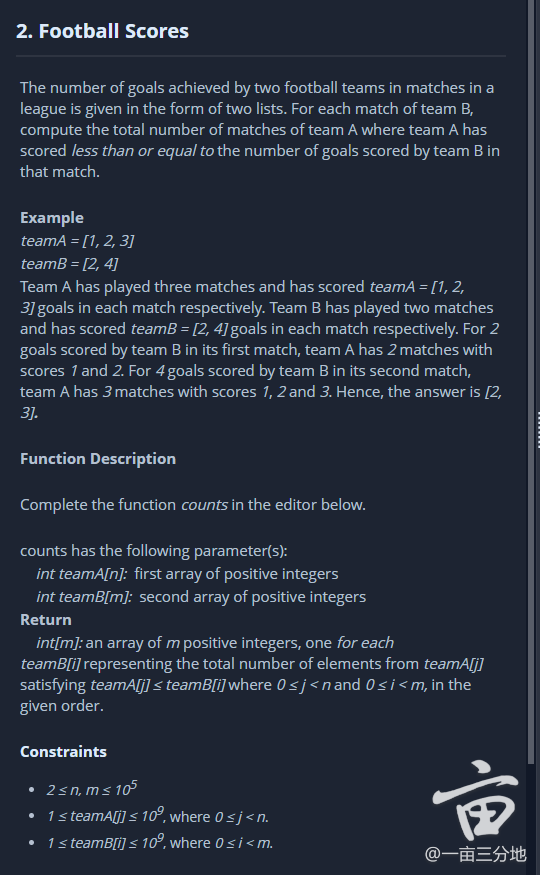 2. Football Scores
The number of goals achieved by two football teams in matches in a
league is given in the form of two lists. For each match of team B,
compute the total number of matches of team A where team A has
scored less than or equal to the number of goals scored by team B in
that match.
Example
teamA = [1, 2, 3]
teamB = [2, 4]
Team A has played three matches and has scored teamA = [1, 2,
3] goals in each match respectively. Team B has played two matches
and has scored teamB = [2, 4] goals in each match respectively. For 2
goals scored by team B in its first match, team A has 2 matches with
scores 1 and 2. For 4 goals scored by team B in its second match,
team A has 3 matches with scores 1, 2 and 3. Hence, the answer is [2,
3].
Function Description
Complete the function counts in the editor below.
counts has the following parameter(s):
int teamA[n]: first array of positive integers
int teamB[m]: second array of positive integers
Return
int[m]: an array of m positive integers, one for each
teamB[i] representing the total number of elements from teamA[j]
satisfying teamA[j] ≤ teamB[i] where 0 ≤ j < n and 0 ≤ i < m, in the
given order.
Constraints
• 2 ≤ n, m ≤ 10^5
• 1 ≤ teamA[j] ≤ 10^9, where 0 ≤ j < n.
• 1 ≤ teamB[i] ≤ 10^9, where 0 ≤ i < m.
亩
@一亩三分地